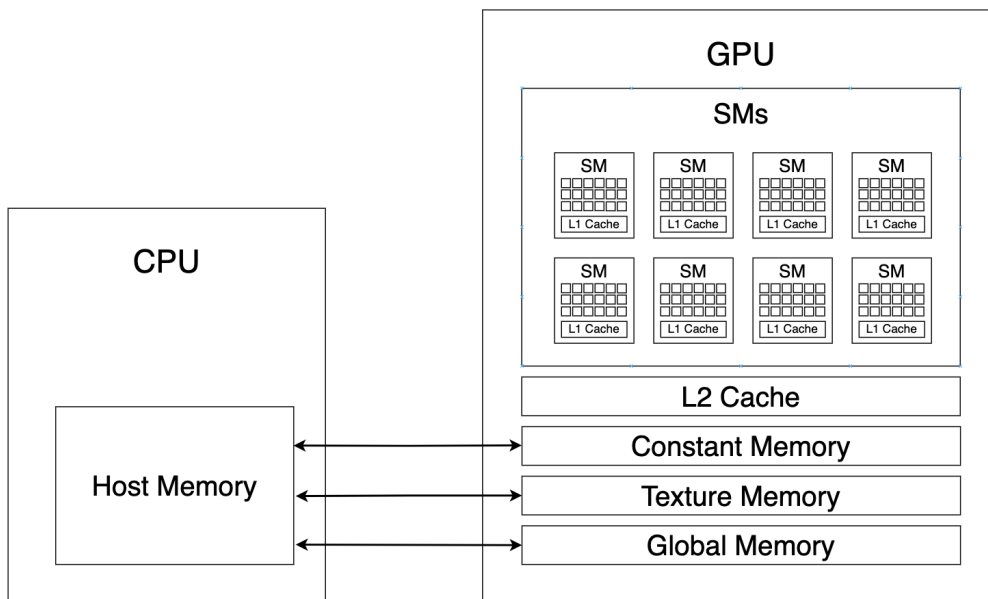 GPU
SMs
SM SM SM SM
L1 Cache L1 Cache L1 Cache L1 Cache
SM SM SM SM
L1 Cache L1 Cache L1 Cache L1 Cache
CPU
Host Memory
L2 Cache
Constant Memory
Texture Memory
Global Memory